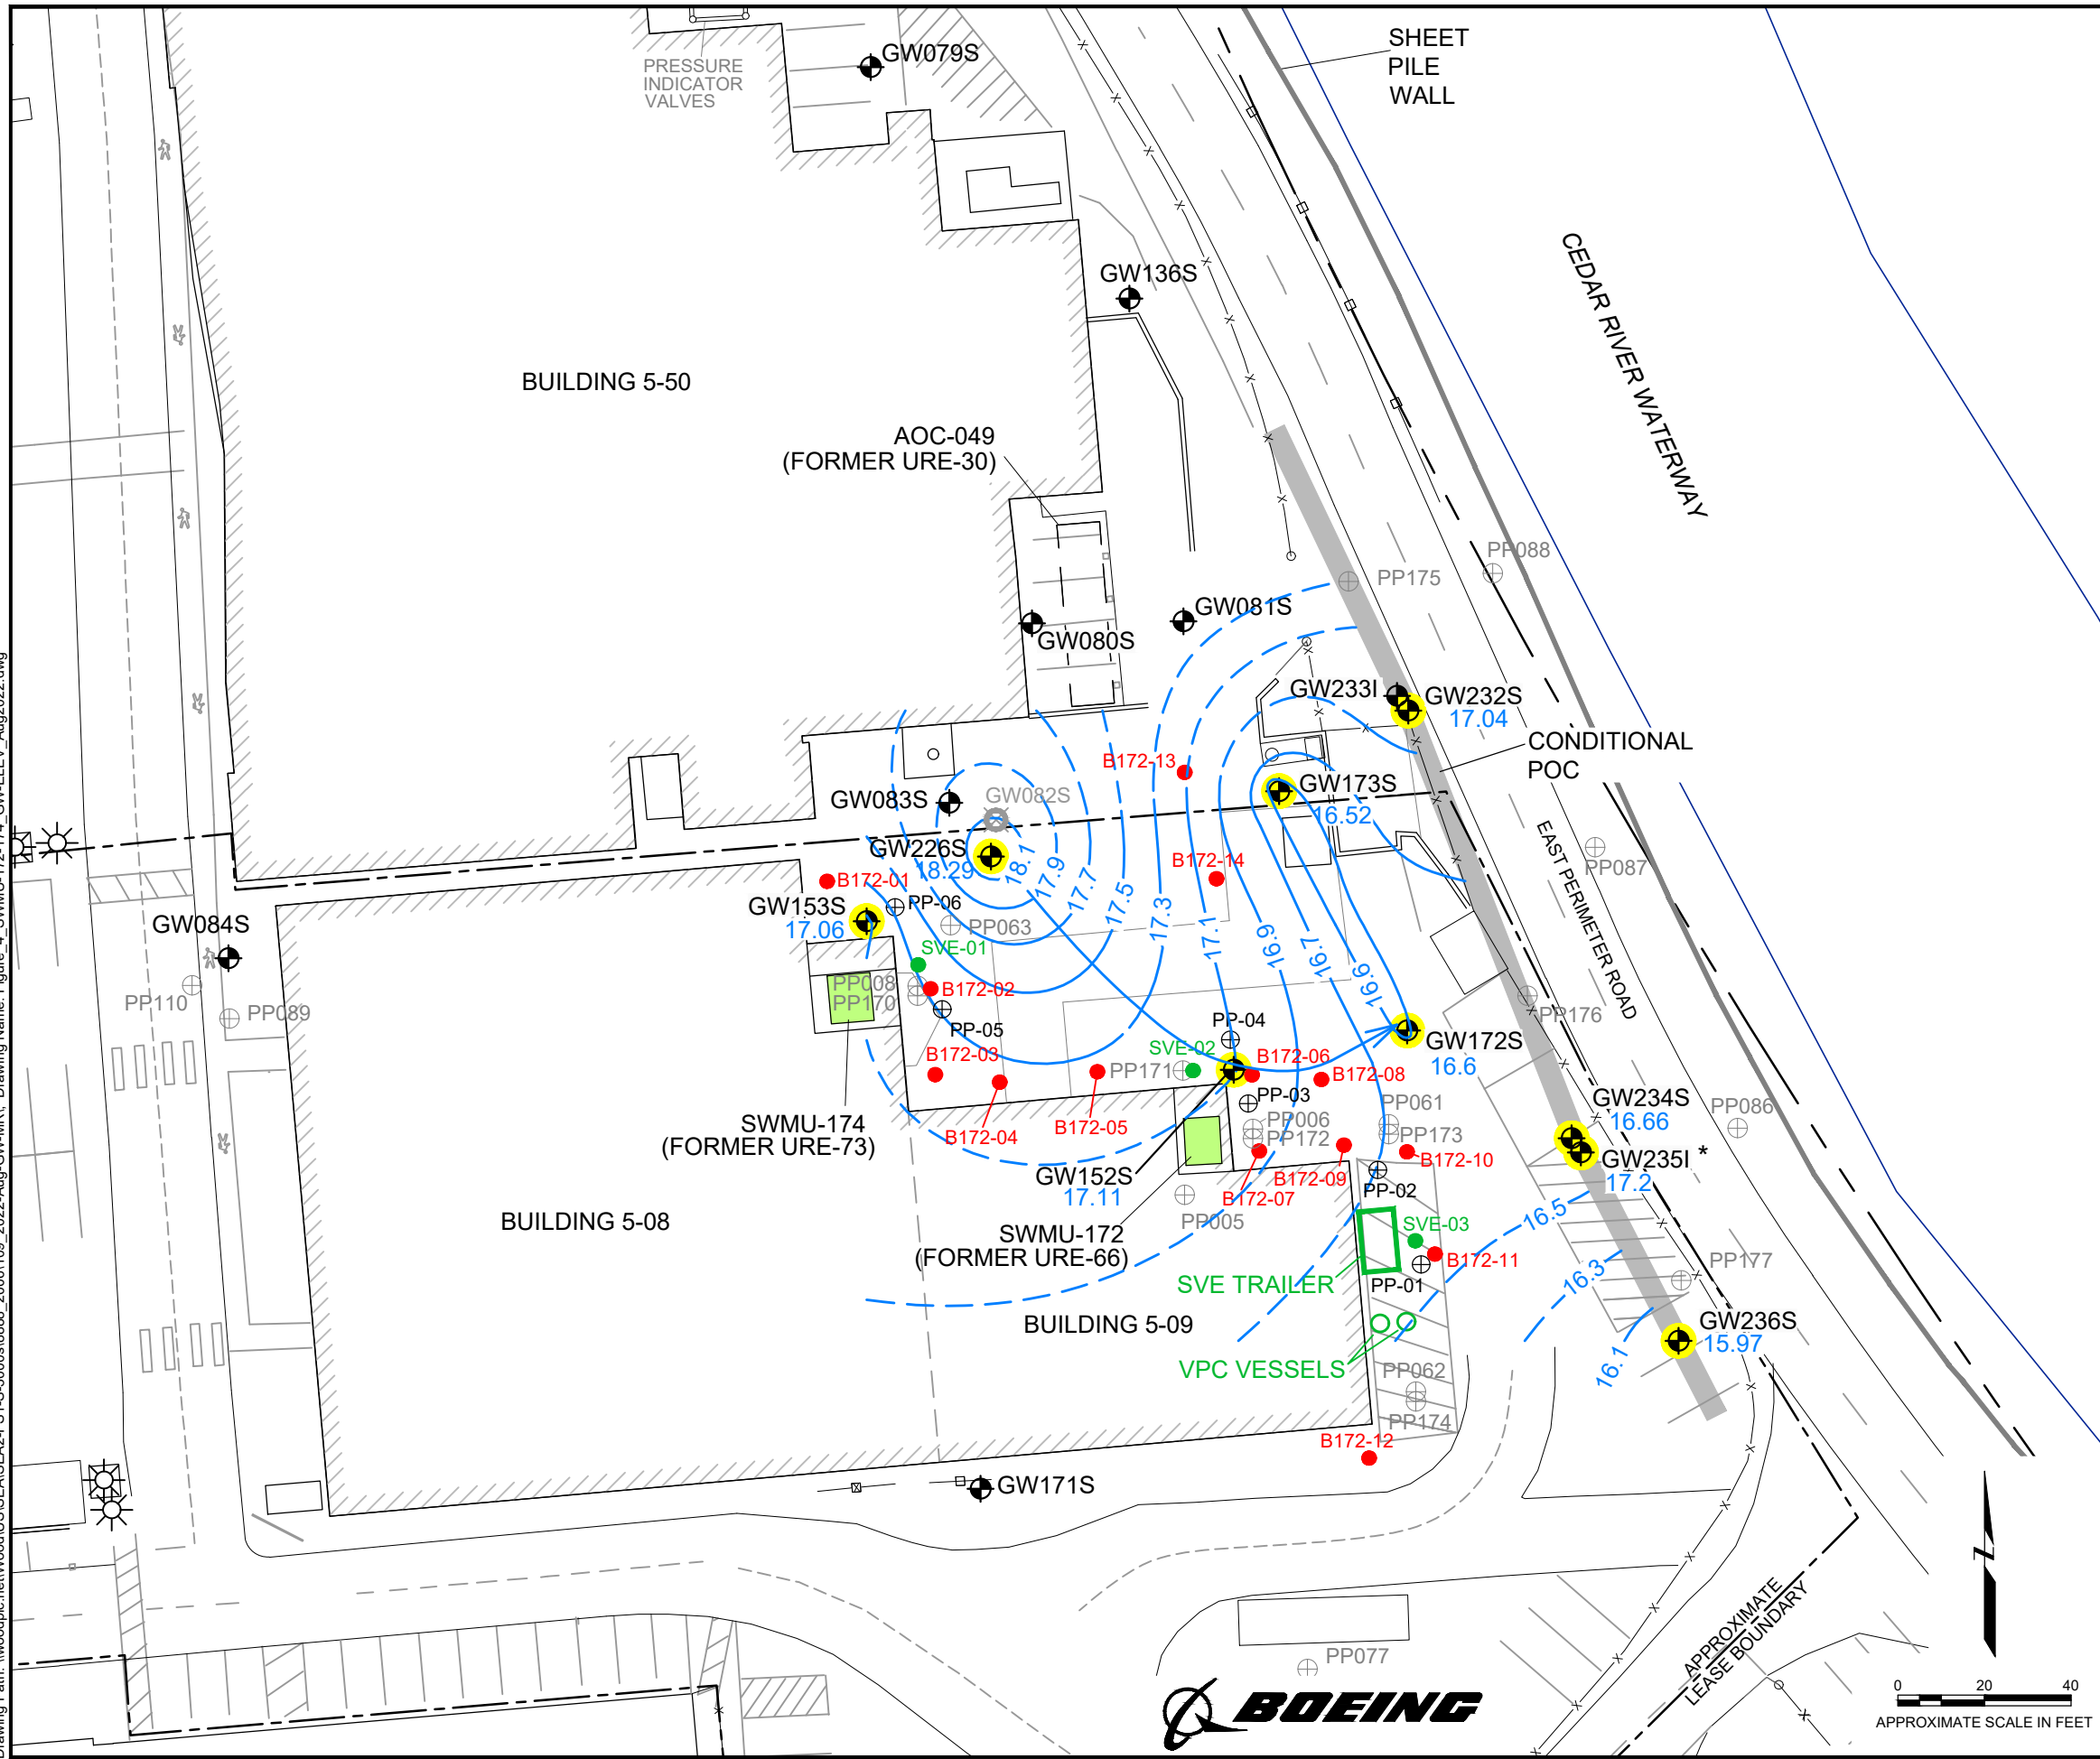 GW079S
PRESSURE
INDICATOR
VALVES
SHEET
PILE
WALL
CEDAR RIVER WATERWAY
GW136S
BUILDING 5-50
AOC-049
(FORMER URE-30)
PP088
PP175
GW081S
GW080S
GW233I
GW232S
17.04
CONDITIONAL
POC
B172-13
GW083S
GW082S
GW173S
16.52
EAST PERIMETER ROAD
GW226S
18.29
18.1
17.9
17.7
17.5
17.3
17.1
16.9
16.7
16.6
B172-14
PP087
B172-01
GW153S
17.06
PP-06
PP063
GW084S
SVE-01
PP008
PP170
B172-02
PP110
PP089
PP-05
PP-04
PP176
GW172S
16.6
B172-03
SVE-02
B172-06
PP171
B172-08
PP-03
GW234S
16.66
PP086
SWMU-174
(FORMER URE-73)
B172-04
B172-05
PP006
PP172
PP061
PP173
B172-10
GW235I *
17.2
GW152S
17.11
B172-09
B172-07
PP-02
BUILDING 5-08
PP005
SVE-03
16.5
SWMU-172
(FORMER URE-66)
B172-11
PP177
16.3
SVE TRAILER
PP-01
BUILDING 5-09
GW236S
15.97
16.1
VPC VESSELS
PP062
PP174
B172-12
GW171S
APPROXIMATE
LEASE BOUNDARY
PP077
BOEING
N
0 20 40
APPROXIMATE SCALE IN FEET